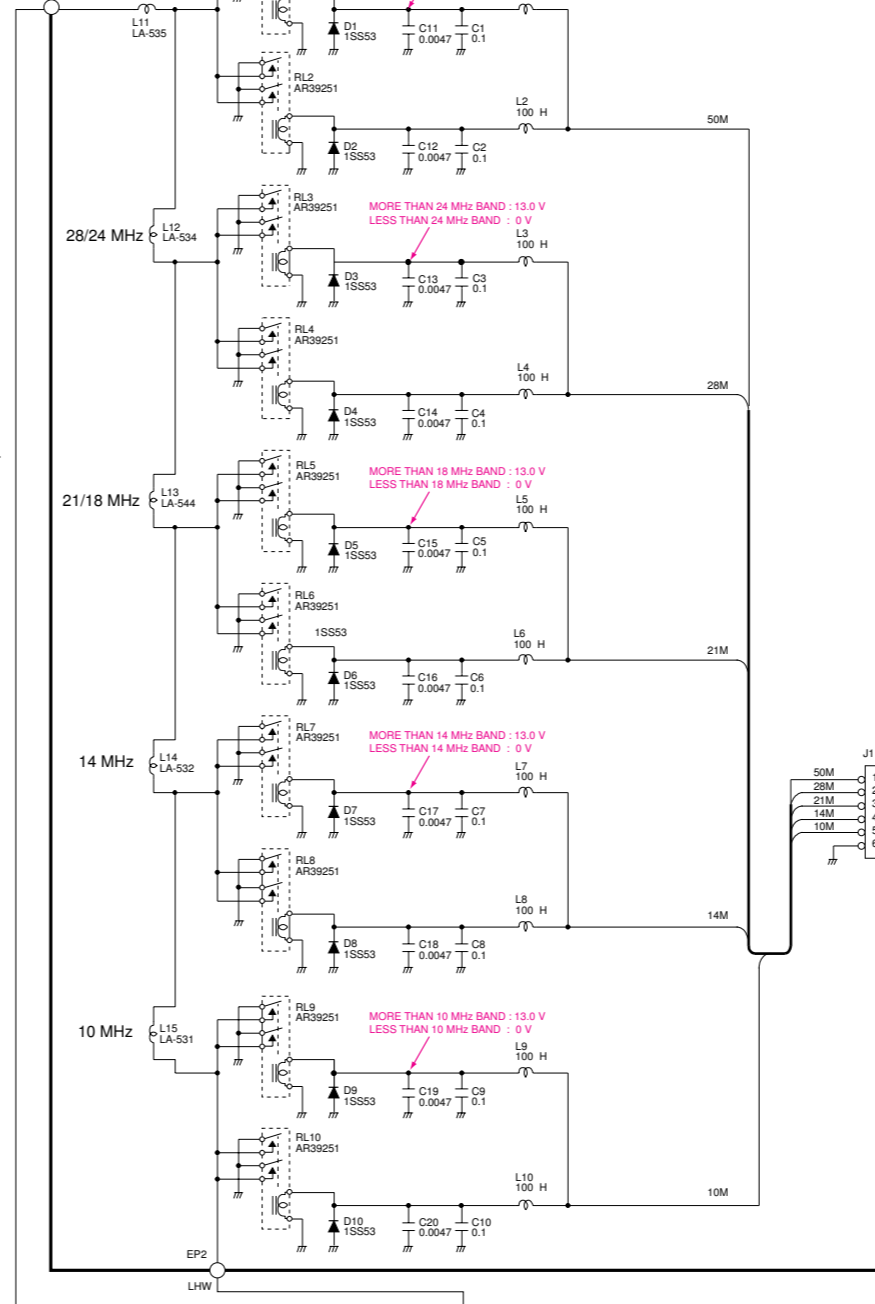 L11
LA-535
D1
1SS53
C11
0.0047
C1
0.1
RL2
AR39251
L2
100 H
50M
D2
1SS53
C12
0.0047
C2
0.1
28/24 MHz
L12
LA-534
RL3
AR39251
MORE THAN 24 MHz BAND : 13.0 V
LESS THAN 24 MHz BAND : 0 V
L3
100 H
D3
1SS53
C13
0.0047
C3
0.1
RL4
AR39251
L4
100 H
28M
D4
1SS53
C14
0.0047
C4
0.1
21/18 MHz
L13
LA-544
RL5
AR39251
MORE THAN 18 MHz BAND : 13.0 V
LESS THAN 18 MHz BAND : 0 V
L5
100 H
D5
1SS53
C15
0.0047
C5
0.1
RL6
AR39251
1SS53
L6
100 H
21M
D6
1SS53
C16
0.0047
C6
0.1
14 MHz
L14
LA-532
RL7
AR39251
MORE THAN 14 MHz BAND : 13.0 V
LESS THAN 14 MHz BAND : 0 V
L7
100 H
D7
1SS53
C17
0.0047
C7
0.1
J1
50M 1
28M 2
21M 3
14M 4
10M 5
6
RL8
AR39251
L8
100 H
14M
D8
1SS53
C18
0.0047
C8
0.1
10 MHz
L15
LA-531
RL9
AR39251
MORE THAN 10 MHz BAND : 13.0 V
LESS THAN 10 MHz BAND : 0 V
L9
100 H
D9
1SS53
C19
0.0047
C9
0.1
RL10
AR39251
L10
100 H
10M
D10
1SS53
C20
0.0047
C10
0.1
EP2
LHW